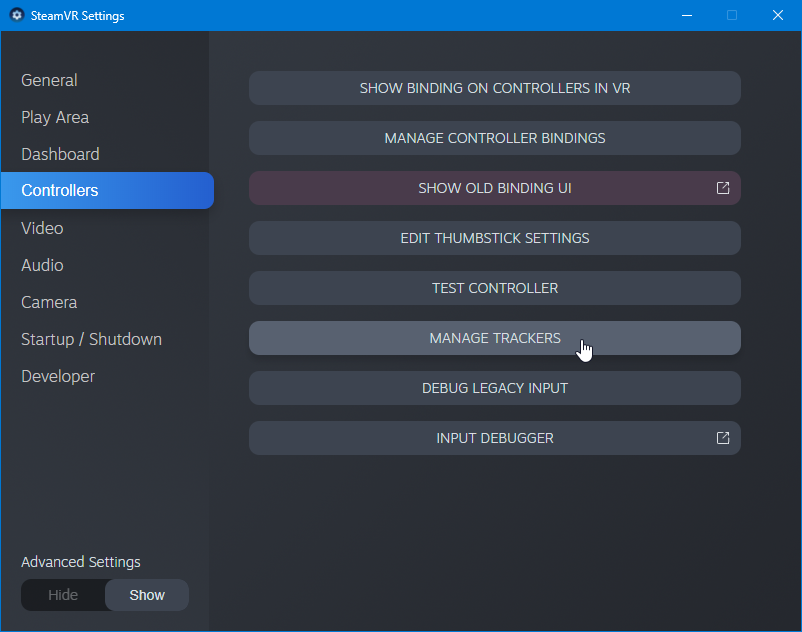 SteamVR Settings
General
Play Area
Dashboard
Controllers
Video
Audio
Camera
Startup / Shutdown
Developer
Advanced Settings
Hide
Show
SHOW BINDING ON CONTROLLERS IN VR
MANAGE CONTROLLER BINDINGS
SHOW OLD BINDING UI
EDIT THUMBSTICK SETTINGS
TEST CONTROLLER
MANAGE TRACKERS
DEBUG LEGACY INPUT
INPUT DEBUGGER